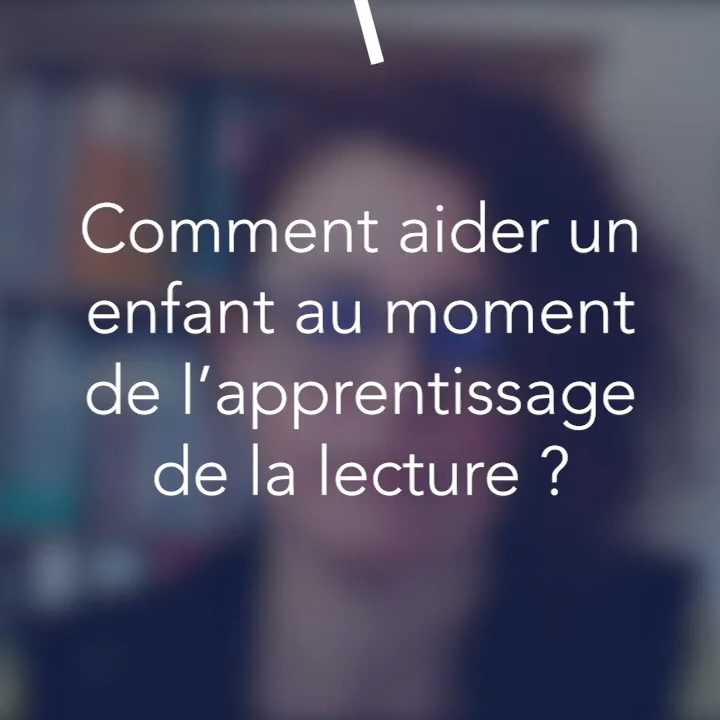 Comment aider un
enfant au moment
de l’apprentissage
de la lecture ?